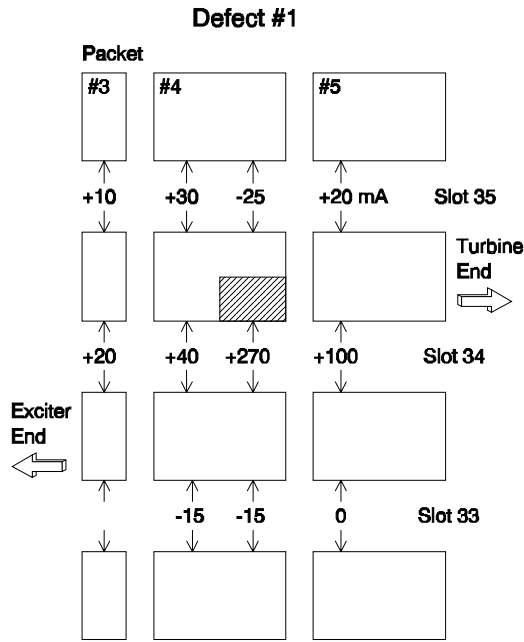 Defect #1
Packet
#3 #4 #5
+10 +30 -25 +20 mA Slot 35
Turbine
End
+20 +40 +270 +100 Slot 34
Exciter
End
-15 -15 0 Slot 33